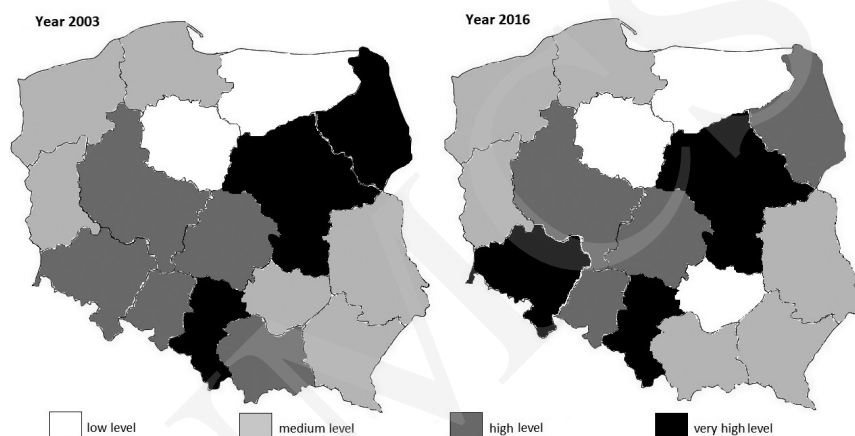 Year 2003
Year 2016
low level
medium level
high level
very high level